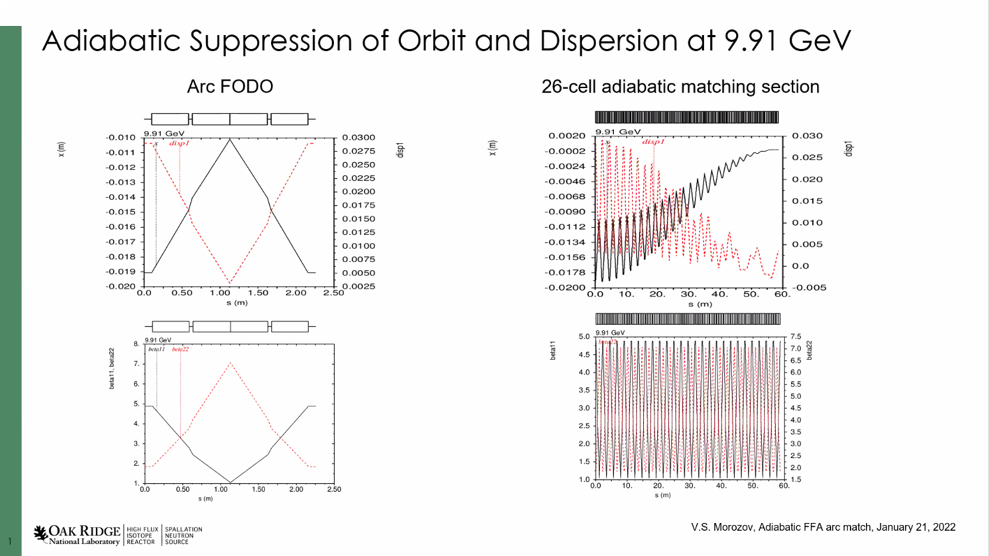 Adiabatic Suppression of Orbit and Dispersion at 9.91 GeV
Arc FODO
9.91 GeV
x disp1
x (m)
-0.010
-0.011
-0.012
-0.013
-0.014
-0.015
-0.016
-0.017
-0.018
-0.019
-0.020
0.0300
0.0275
0.0250
0.0225
0.0200
0.0175
0.0150
0.0125
0.0100
0.0075
0.0050
0.0025
disp1
0.0 0.50 1.00 1.50 2.00 2.50
s (m)
9.91 GeV
beta11 beta22
beta11, beta22
8.
7.
6.
5.
4.
3.
2.
1.
0.0 0.50 1.00 1.50 2.00 2.50
s (m)
26-cell adiabatic matching section
9.91 GeV
x disp1
x (m)
0.0020
-0.0002
-0.0024
-0.0046
-0.0068
-0.0090
-0.0112
-0.0134
-0.0156
-0.0178
-0.0200
0.030
0.025
0.020
0.015
0.010
0.005
0.0
-0.005
disp1
0.0 10. 20. 30. 40. 50. 60.
s (m)
9.91 GeV
beta11
5.0
4.5
4.0
3.5
3.0
2.5
2.0
1.5
1.0
7.5
7.0
6.5
6.0
5.5
5.0
4.5
4.0
3.5
3.0
2.5
2.0
1.5
beta22
0.0 10. 20. 30. 40. 50. 60.
s (m)
V.S. Morozov, Adiabatic FFA arc match, January 21, 2022
1
OAK RIDGE
National Laboratory
HIGH FLUX
ISOTOPE
REACTOR
SPALLATION
NEUTRON
SOURCE